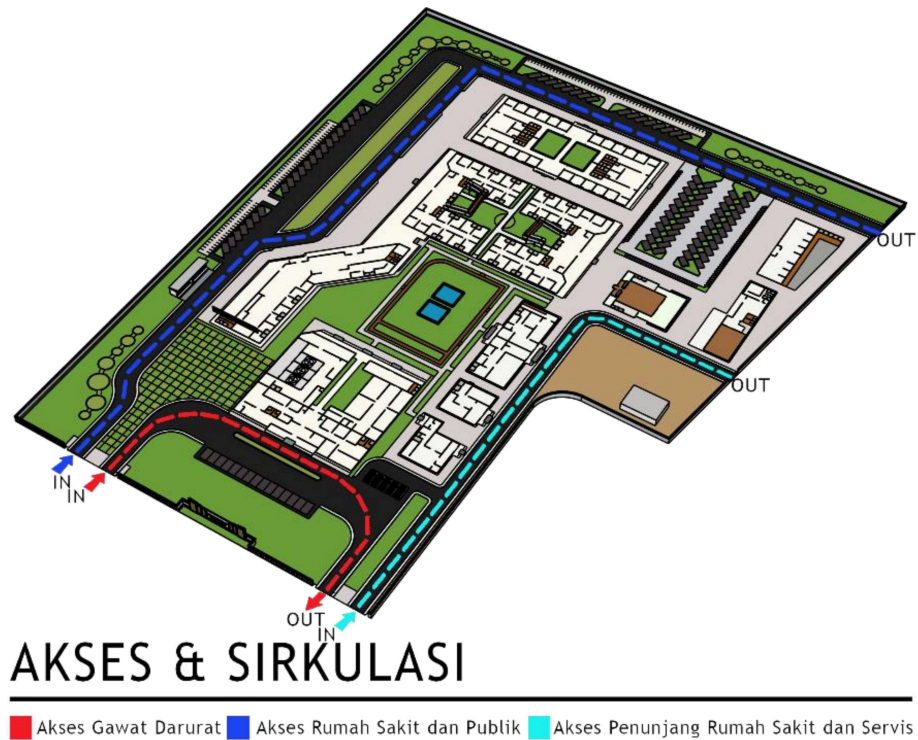 OUT
OUT
IN
IN
OUT
IN
AKSES & SIRKULASI
Akses Gawat Darurat Akses Rumah Sakit dan Publik Akses Penunjang Rumah Sakit dan Servis